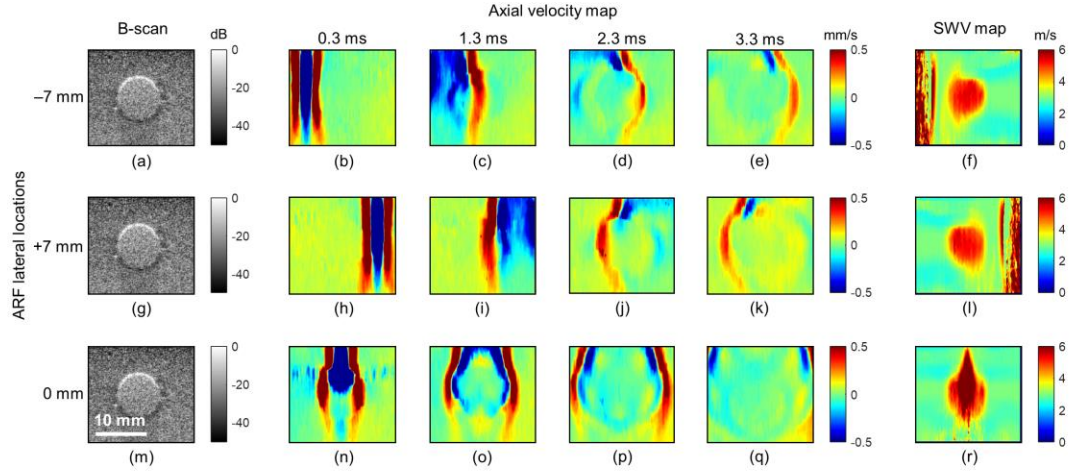 Axial velocity map
B-scan
SWV map
dB
0.3 ms
1.3 ms
2.3 ms
3.3 ms
mm/s
m/s
ARF lateral locations
−7 mm
0
-20
-40
0.5
0
-0.5
6
4
2
0
(a)
(b)
(c)
(d)
(e)
(f)
+7 mm
0
-20
-40
0.5
0
-0.5
6
4
2
0
(g)
(h)
(i)
(j)
(k)
(l)
0 mm
10 mm
0
-20
-40
0.5
0
-0.5
6
4
2
0
(m)
(n)
(o)
(p)
(q)
(r)